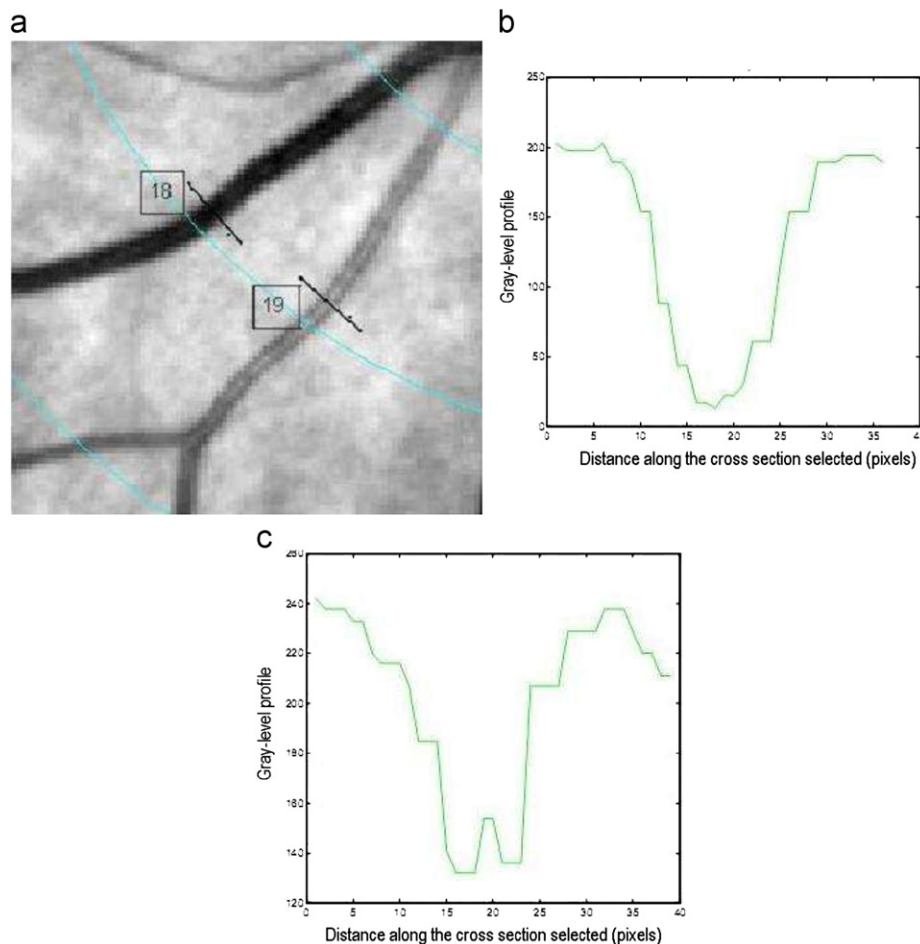 a
18
19
b
250
200
150
100
50
0
Gray-level profile
0 5 10 15 20 25 30 35 4
Distance along the cross section selected (pixels)
c
260
240
220
200
180
160
140
120
Gray-level profile
0 5 10 15 20 25 30 35 40
Distance along the cross section selected (pixels)